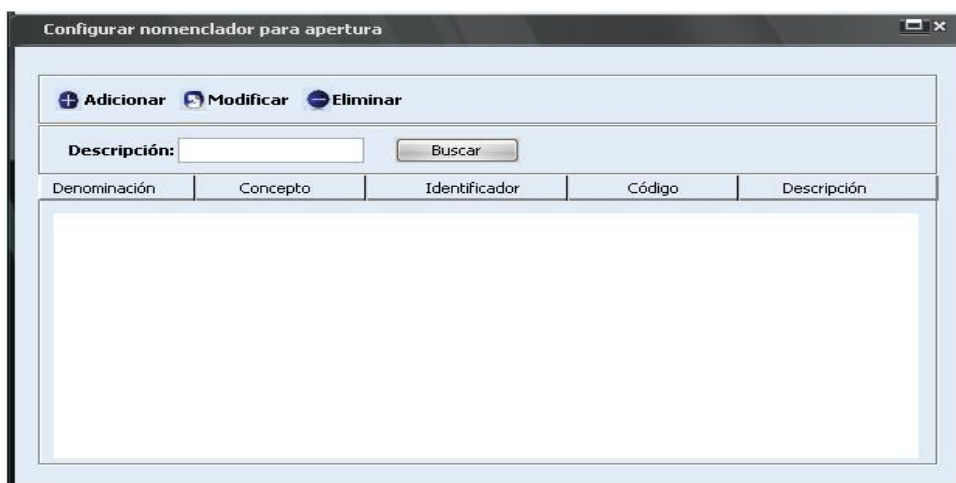 Configurar nomenclador para apertura
Adicionar Modificar Eliminar
Descripción: Buscar
Denominación Concepto Identificador Código Descripción